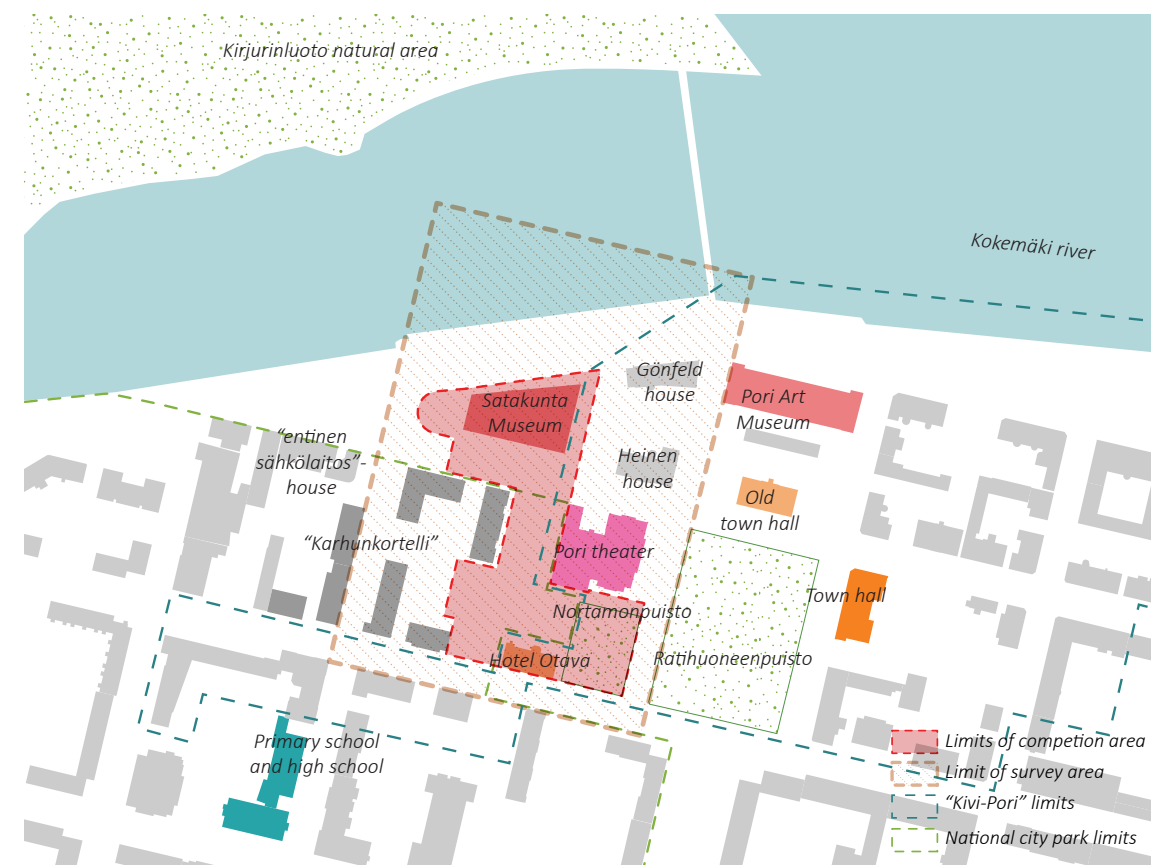 Kirjurinluoto natural area
Kokemäki river
Gönfeld
house
Pori Art
Museum
Satakunta
Museum
"entinen
sähkölaitos"-
house
Heinen
house
Old
town hall
"Karhunkortelli"
Pori theater
Town hall
Nortamonpuisto
Hotel Otava
Ratihuoneenpuisto
Primary school
and high school
Limits of competion area
Limit of survey area
"Kivi-Pori" limits
National city park limits